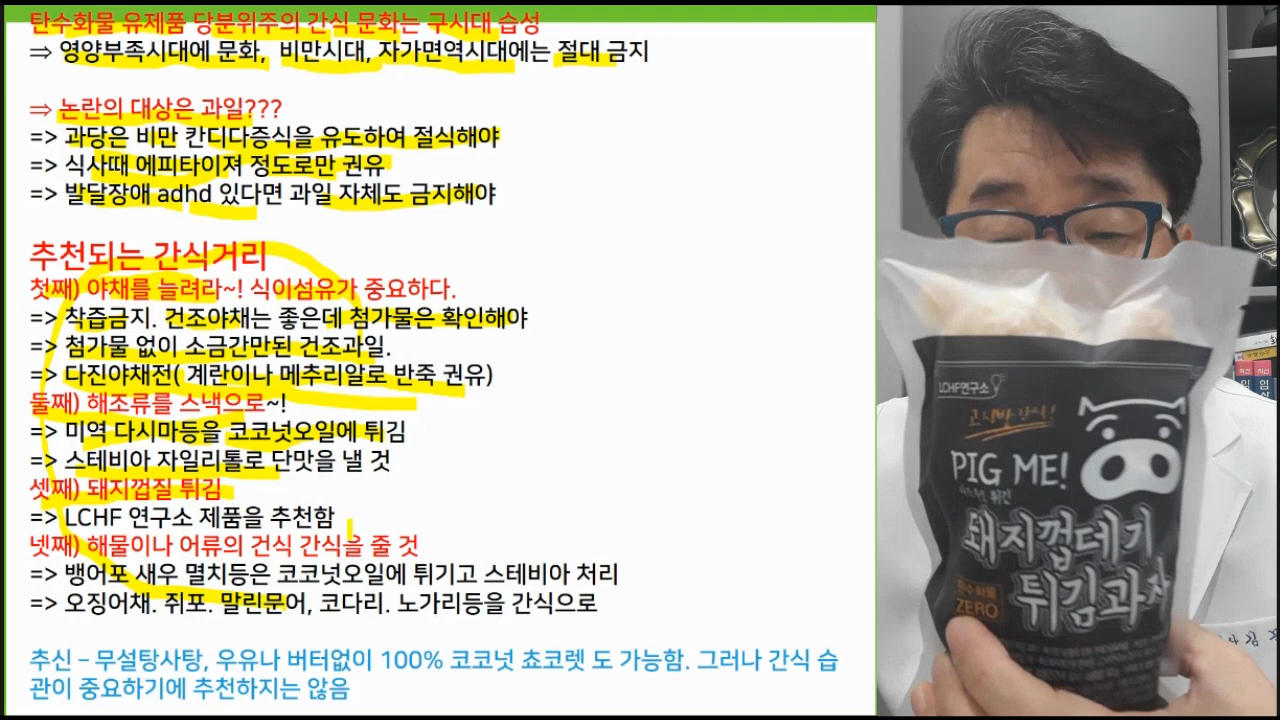 탄수화물 유제품 당분위주의 간식 문화는 구시대 습성
⇒ 영양부족시대에 문화, 비만시대, 자가면역시대에는 절대 금지
⇒ 논란의 대상은 과일???
=> 과당은 비만 칸디다증식을 유도하여 절식해야
=> 식사때 에피타이져 정도로만 권유
=> 발달장애 adhd 있다면 과일 자체도 금지해야
추천되는 간식거리
첫째) 야채를 늘려라~! 식이섬유가 중요하다.
=> 착즙금지. 건조야채는 좋은데 첨가물은 확인해야
=> 첨가물 없이 소금간만된 건조과일.
=> 다진야채전( 계란이나 메추리알로 반죽 권유)
둘째) 해조류를 스낵으로~!
=> 미역 다시마등을 코코넛오일에 튀김
=> 스테비아 자일리톨로 단맛을 낼 것
셋째) 돼지껍질 튀김
=> LCHF 연구소 제품을 추천함
넷째) 해물이나 어류의 건식 간식을 줄 것
=> 뱅어포 새우 멸치등은 코코넛오일에 튀기고 스테비아 처리
=> 오징어채. 쥐포. 말린문어, 코다리. 노가리등을 간식으로
추신 – 무설탕사탕, 우유나 버터없이 100% 코코넛 쵸코렛 도 가능함. 그러나 간식 습
관이 중요하기에 추천하지는 않음
LCHF연구소
고지방 간식!
PIG ME!
돼지껍데기
튀김과자
탄수화물
ZERO